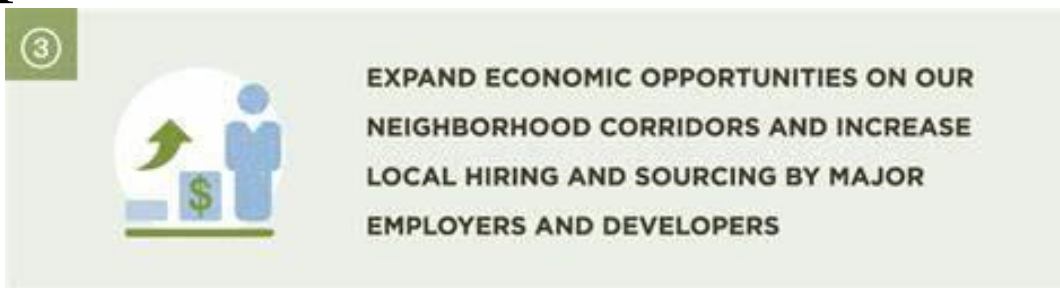 3
EXPAND ECONOMIC OPPORTUNITIES ON OUR
NEIGHBORHOOD CORRIDORS AND INCREASE
$
LOCAL HIRING AND SOURCING BY MAJOR
EMPLOYERS AND DEVELOPERS